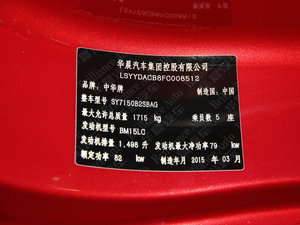 华晨汽车集团控股有限公司
LSYYDACB8FC008512
品牌 中华牌 制造国 中国
整车型号 SY7150B2SBAG
最大允许总质量 1715 kg 乘员数 5 座
发动机型号 BM15LC
发动机排量 1.498 升 发动机最大净功率 79 kw
额定功率 82 kw 制造年月 2015 年 03 月